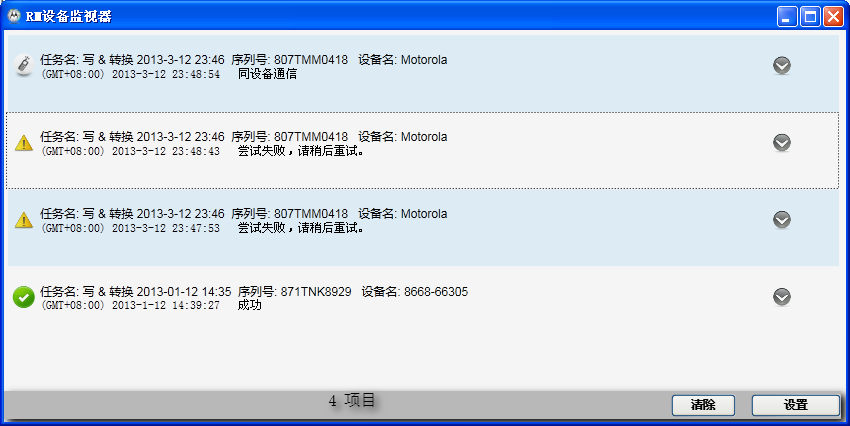 RM设备监视器
任务名: 写 & 转换 2013-3-12 23:46 序列号: 807TMM0418 设备名: Motorola
(GMT+08:00) 2013-3-12 23:48:54 同设备通信
任务名: 写 & 转换 2013-3-12 23:46 序列号: 807TMM0418 设备名: Motorola
(GMT+08:00) 2013-3-12 23:48:43 尝试失败，请稍后重试。
任务名: 写 & 转换 2013-3-12 23:46 序列号: 807TMM0418 设备名: Motorola
(GMT+08:00) 2013-3-12 23:47:53 尝试失败，请稍后重试。
任务名: 写 & 转换 2013-01-12 14:35 序列号: 871TNK8929 设备名: 8668-66305
(GMT+08:00) 2013-1-12 14:39:27 成功
4 项目 清除 设置